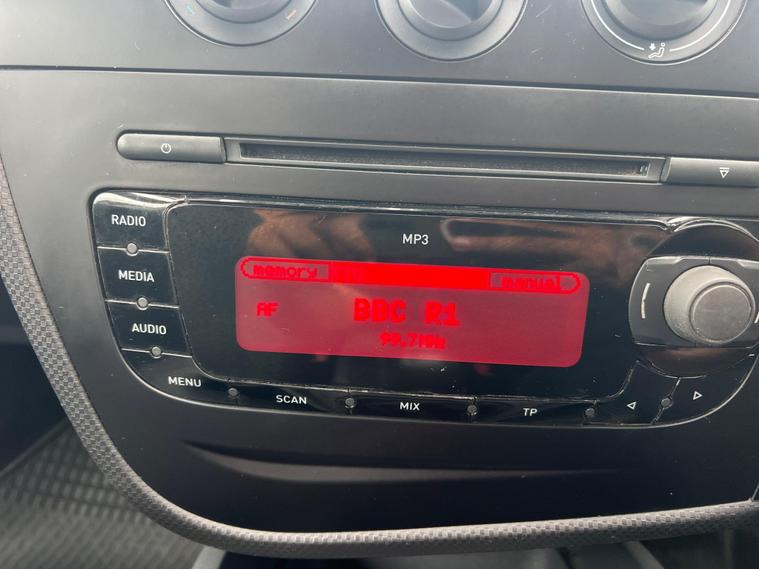 RADIO
MP3
MEDIA
memory
manual
AF
BBC R1
99.7MHz
AUDIO
MENU
SCAN
MIX
TP